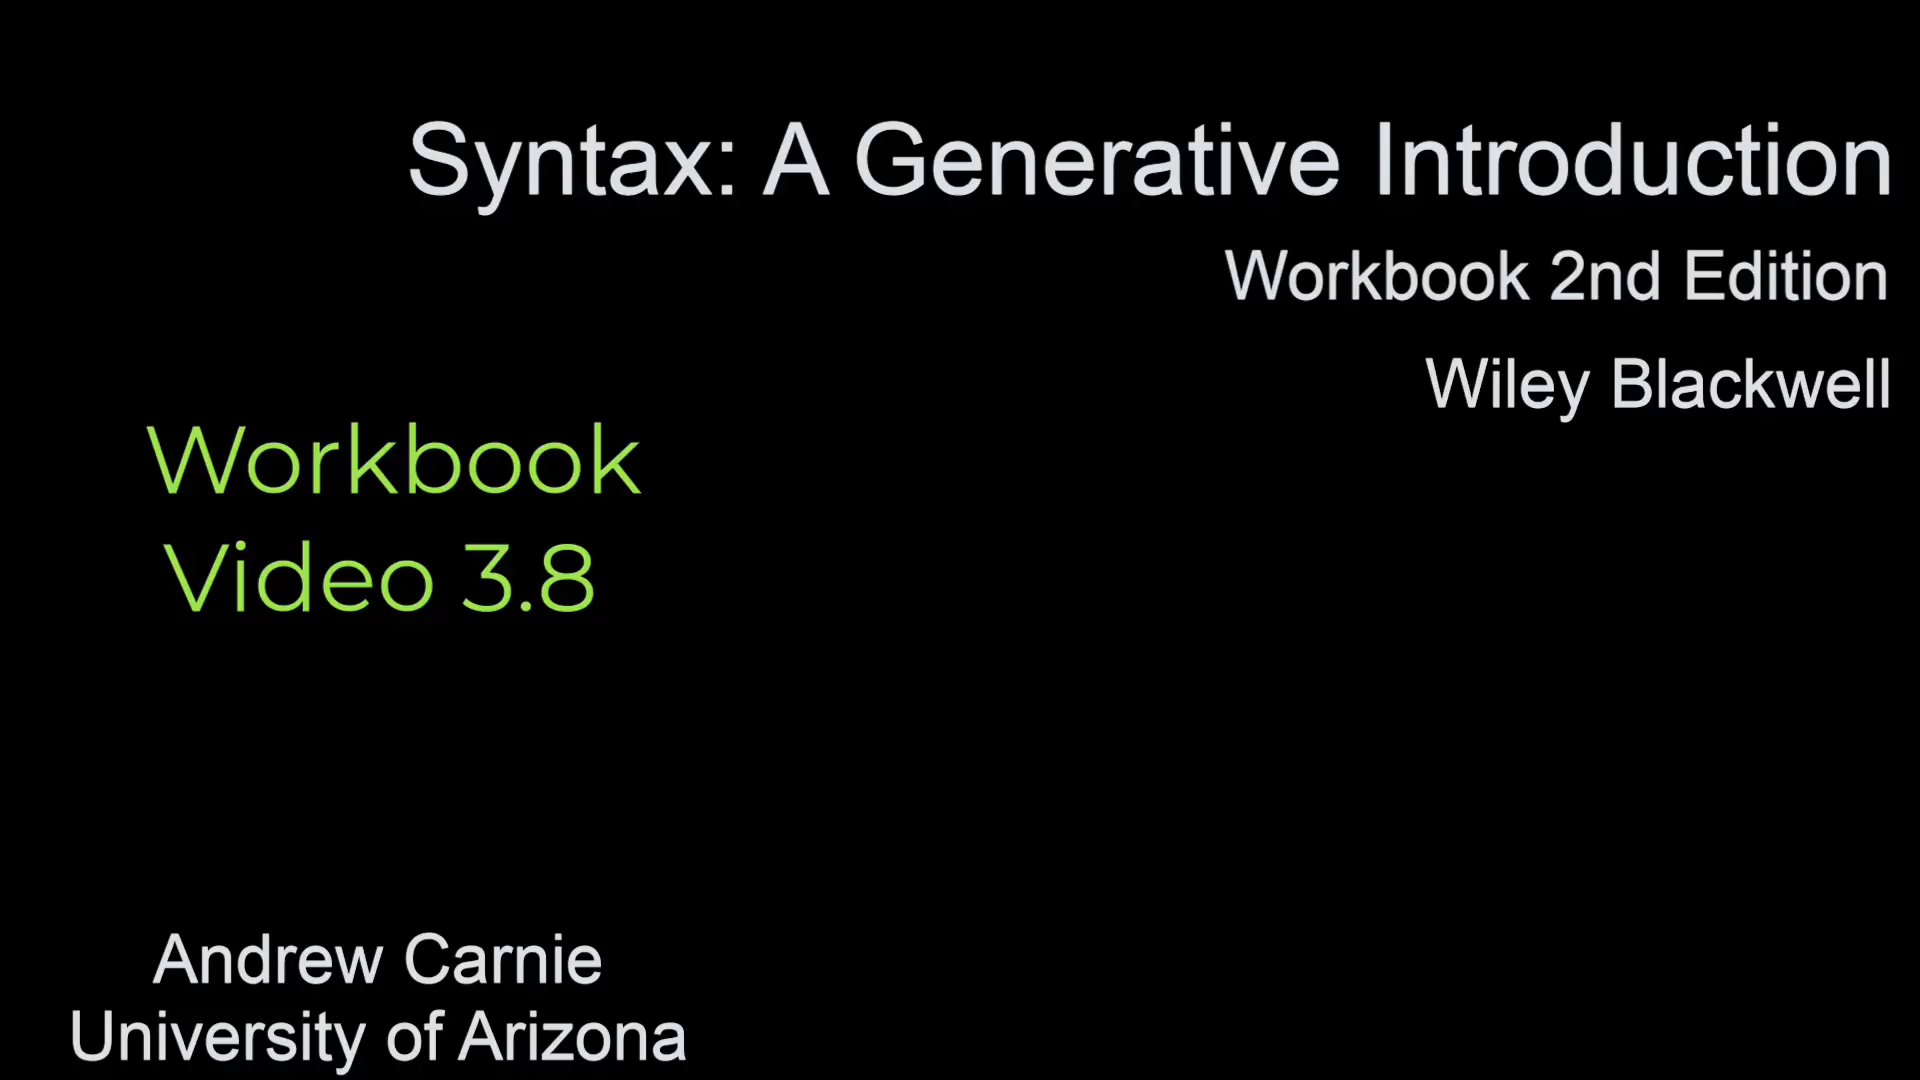 Syntax: A Generative Introduction
Workbook 2nd Edition
Wiley Blackwell
Workbook
Video 3.8
Andrew Carnie
University of Arizona